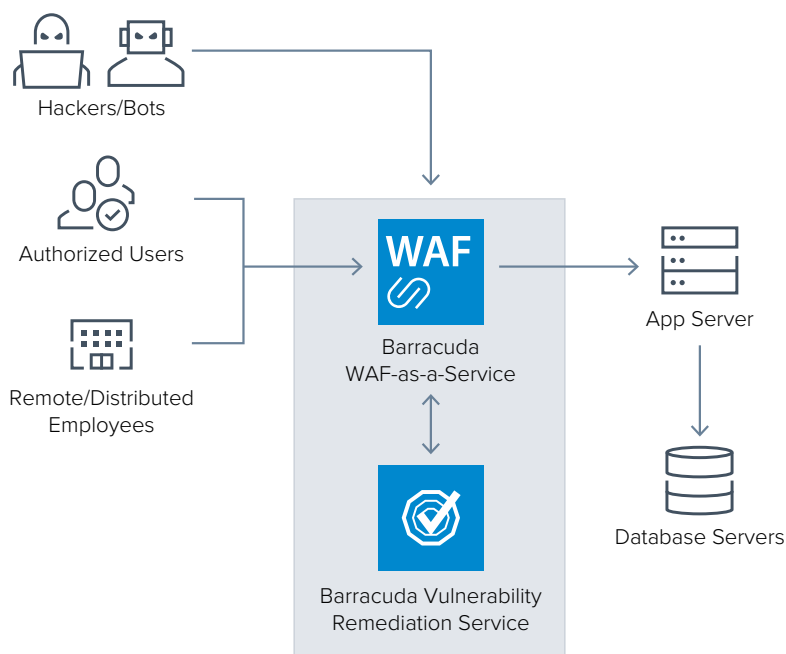 Hackers/Bots
Authorized Users
Remote/Distributed
Employees
WAF
Barracuda
WAF-as-a-Service
Barracuda Vulnerability
Remediation Service
App Server
Database Servers